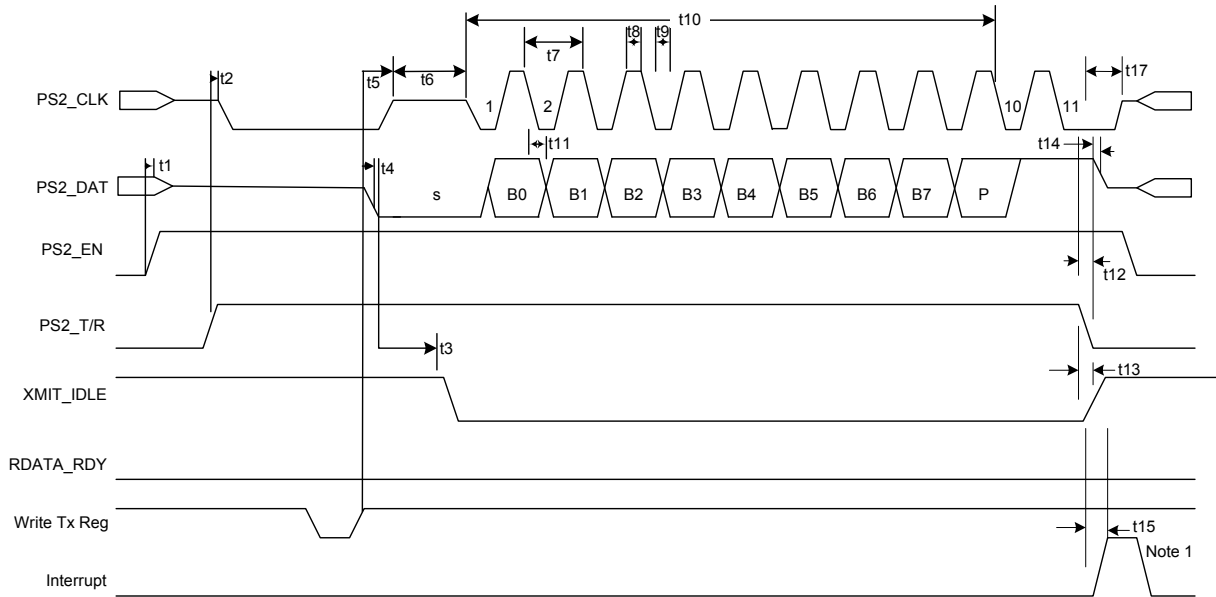 t10
t8
t9
t7
t2
t5
t6
t17
PS2_CLK
1
2
10
11
t11
t14
t1
t4
PS2_DAT
s
B0
B1
B2
B3
B4
B5
B6
B7
P
PS2_EN
t12
PS2_T/R
t3
t13
XMIT_IDLE
RDATA_RDY
Write Tx Reg
t15
Note 1
Interrupt